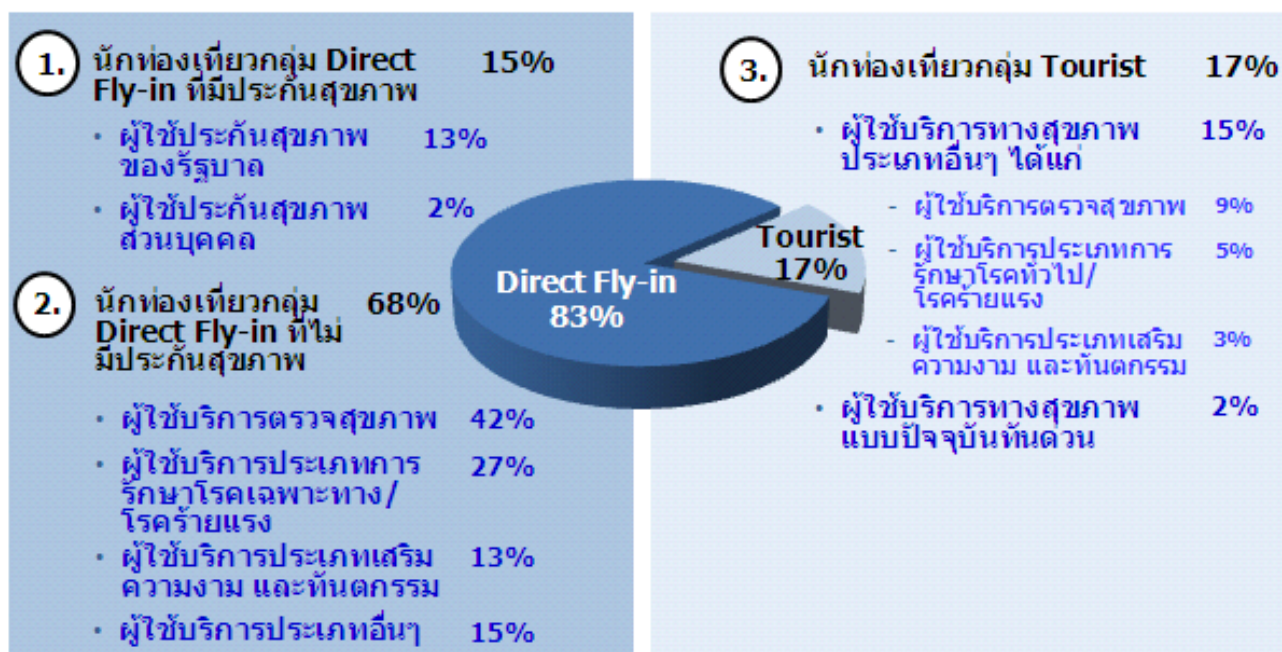 1. นักท่องเที่ยวกลุ่ม Direct 15%
Fly-in ที่มีประกันสุขภาพ
• ผู้ใช้ประกันสุขภาพ 13%
ของรัฐบาล
• ผู้ใช้ประกันสุขภาพ 2%
ส่วนบุคคล
2. นักท่องเที่ยวกลุ่ม 68%
Direct Fly-in ที่ไม่
มีประกันสุขภาพ
• ผู้ใช้บริการตรวจสุขภาพ 42%
• ผู้ใช้บริการประเภทการ 27%
รักษาโรคเฉพาะทาง/
โรคร้ายแรง
• ผู้ใช้บริการประเภทเสริม 13%
ความงาม และทันตกรรม
• ผู้ใช้บริการประเภทอื่นๆ 15%
Direct Fly-in
83%
Tourist
17%
3. นักท่องเที่ยวกลุ่ม Tourist 17%
• ผู้ใช้บริการทางสุขภาพ 15%
ประเภทอื่นๆ ได้แก่
- ผู้ใช้บริการตรวจสุขภาพ 9%
- ผู้ใช้บริการประเภทการ 5%
รักษาโรคทั่วไป/
โรคร้ายแรง
- ผู้ใช้บริการประเภทเสริม 3%
ความงาม และทันตกรรม
• ผู้ใช้บริการทางสุขภาพ 2%
แบบปัจจุบันทันด่วน